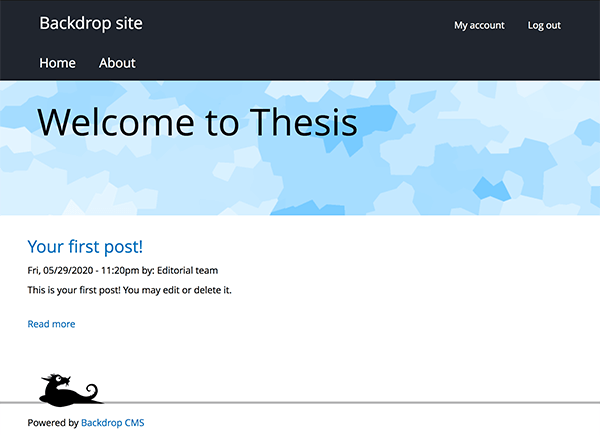 Backdrop site
My account
Log out
Home
About
Welcome to Thesis
Your first post!
Fri, 05/29/2020 - 11:20pm by: Editorial team
This is your first post! You may edit or delete it.
Read more
Powered by Backdrop CMS